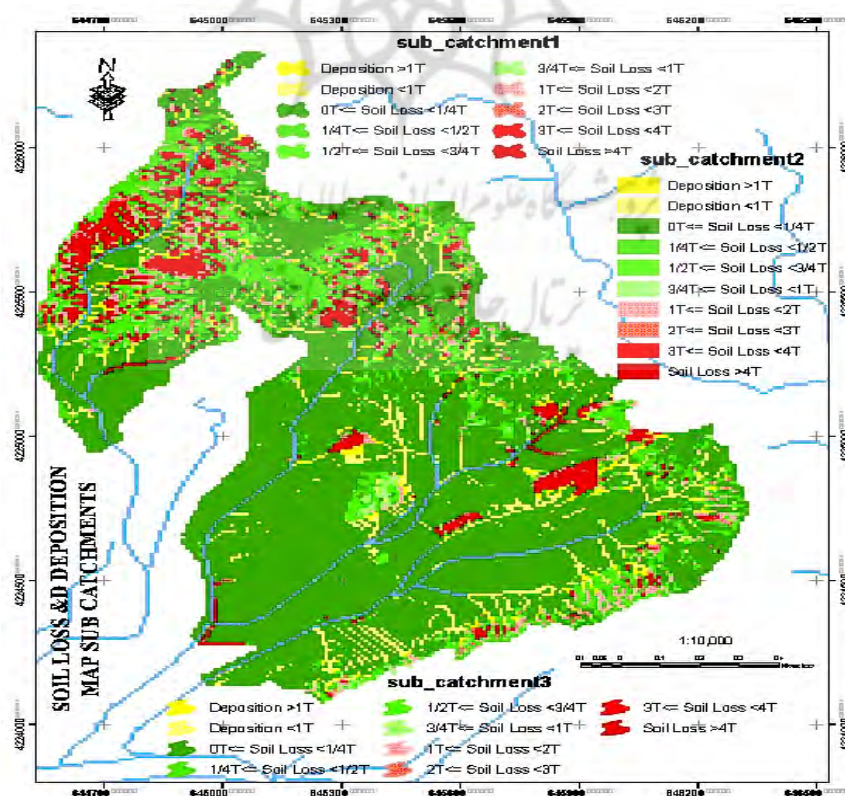 645000
645300
N
sub_catchment1
Deposition >1T
Deposition <1T
0T<= Soil Loss <1/4T
1/4T<= Soil Loss <1/2T
1/2T<= Soil Loss <3/4T
3/4T<= Soil Loss <1T
1T<= Soil Loss <2T
2T<= Soil Loss <3T
3T<= Soil Loss <4T
Soil Loss >4T
sub_catchment2
Deposition >1T
Deposition <1T
0T<= Soil Loss <1/4T
1/4T<= Soil Loss <1/2T
1/2T<= Soil Loss <3/4T
3/4T<= Soil Loss <1T
1T<= Soil Loss <2T
2T<= Soil Loss <3T
3T<= Soil Loss <4T
Soil Loss >4T
SOIL LOSS &D DEPOSITION
MAP SUB CATCHMENTS
1:10,000
sub_catchment3
Deposition >1T
Deposition <1T
0T<= Soil Loss <1/4T
1/4T<= Soil Loss <1/2T
1/2T<= Soil Loss <3/4T
3/4T<= Soil Loss <1T
1T<= Soil Loss <2T
2T<= Soil Loss <3T
3T<= Soil Loss <4T
Soil Loss >4T
645000
645300